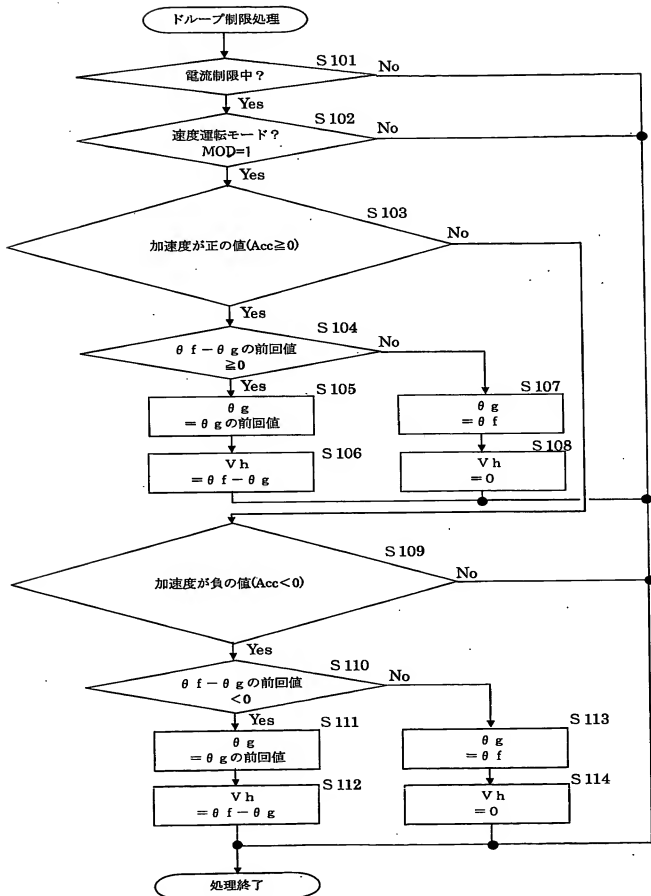 ドループ制限処理
S101
電流制限中？
No
Yes
S102
速度運転モード？
MOD=1
No
Yes
S103
加速度が正の値(Acc≧0)
No
Yes
S104
θf－θgの前回値
≧0
No
Yes
S105
θg
＝θgの前回値
S107
θg
＝θf
S106
Vh
＝θf－θg
S108
Vh
＝0
S109
加速度が負の値(Acc＜0)
No
Yes
S110
θf－θgの前回値
＜0
No
Yes
S111
θg
＝θgの前回値
S113
θg
＝θf
S112
Vh
＝θf－θg
S114
Vh
＝0
処理終了